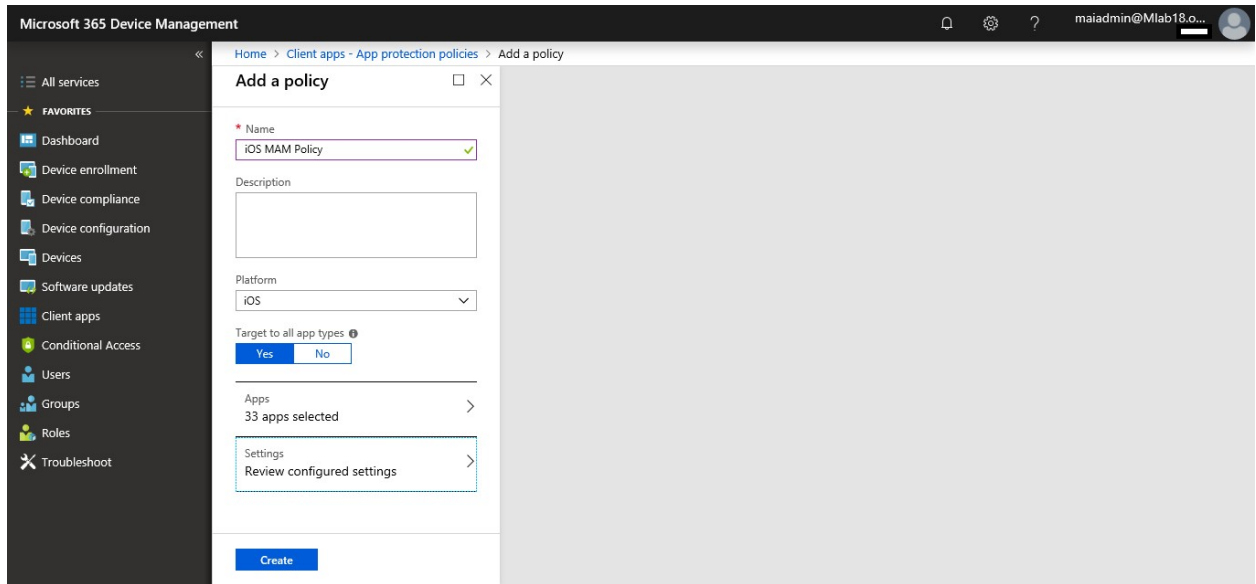 Microsoft 365 Device Management
?
maiadmin@Mlab18.o...
«
Home > Client apps - App protection policies > Add a policy
All services
FAVORITES
Dashboard
Device enrollment
Device compliance
Device configuration
Devices
Software updates
Client apps
Conditional Access
Users
Groups
Roles
Troubleshoot
Add a policy
* Name
iOS MAM Policy
Description
Platform
iOS
Target to all app types
Yes No
Apps
33 apps selected
Settings
Review configured settings
Create